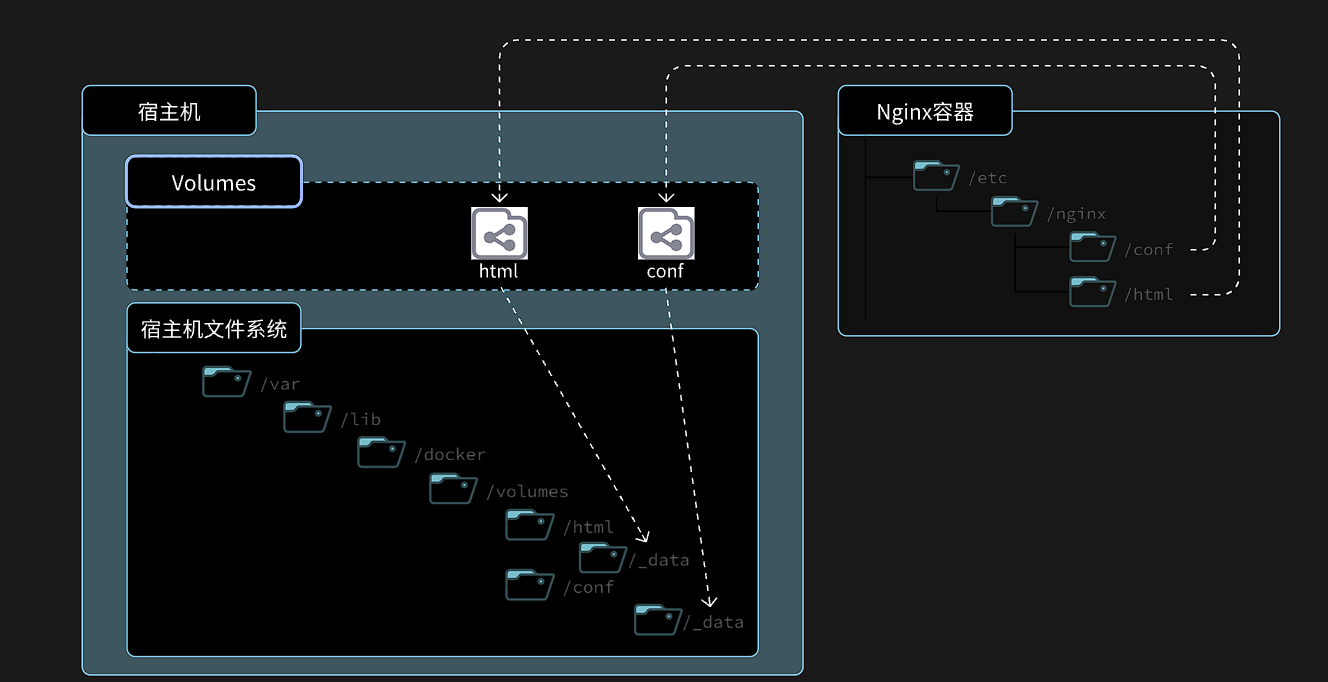 宿主机
Volumes
html
conf
宿主机文件系统
/var
/lib
/docker
/volumes
/html
/_data
/conf
/_data
Nginx容器
/etc
/nginx
/conf
/html